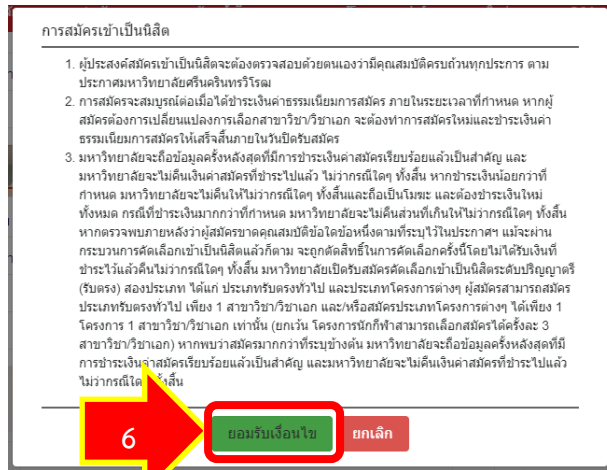 การสมัครเข้าเป็นนิสิต
1. ผู้ประสงค์สมัครเข้าเป็นนิสิตจะต้องตรวจสอบด้วยตนเองว่ามีคุณสมบัติครบถ้วนทุกประการ ตาม
ประกาศมหาวิทยาลัยศรีนครินทรวิโรฒ
2. การสมัครจะสมบูรณ์ต่อเมื่อได้ชำระเงินค่าธรรมเนียมการสมัคร ภายในระยะเวลาที่กำหนด หากผู้
สมัครต้องการเปลี่ยนแปลงการเลือกสาขาวิชา/วิชาเอก จะต้องทำการสมัครใหม่และชำระเงินค่า
ธรรมเนียมการสมัครให้เสร็จสิ้นภายในวันปิดรับสมัคร
3. มหาวิทยาลัยจะถือข้อมูลครั้งหลังสุดที่มีการชำระเงินค่าสมัครเรียบร้อยแล้วเป็นสำคัญ และ
มหาวิทยาลัยจะไม่คืนเงินค่าสมัครที่ชำระไปแล้ว ไม่ว่ากรณีใดๆ ทั้งสิ้น หากชำระเงินน้อยกว่าที่
กำหนด มหาวิทยาลัยจะไม่คืนให้ไม่ว่ากรณีใดๆ ทั้งสิ้นและถือเป็นโมฆะ และต้องชำระเงินใหม่
ทั้งหมด กรณีที่ชำระเงินมากกว่าที่กำหนด มหาวิทยาลัยจะไม่คืนส่วนที่เกินให้ไม่ว่ากรณีใดๆ ทั้งสิ้น
หากตรวจพบภายหลังว่าผู้สมัครขาดคุณสมบัติข้อใดข้อหนึ่งตามที่ระบุไว้ในประกาศฯ แม้จะผ่าน
กระบวนการคัดเลือกเข้าเป็นนิสิตแล้วก็ตาม จะถูกตัดสิทธิ์ในการคัดเลือกครั้งนี้โดยไม่ได้รับเงินที่
ชำระไว้แล้วคืนไม่ว่ากรณีใดๆ ทั้งสิ้น มหาวิทยาลัยเปิดรับสมัครคัดเลือกเข้าเป็นนิสิตระดับปริญญาตรี
(รับตรง) สองประเภท ได้แก่ ประเภทรับตรงทั่วไป และประเภทโครงการต่างๆ ผู้สมัครสามารถสมัคร
ประเภทรับตรงทั่วไป เพียง 1 สาขาวิชา/วิชาเอก และ/หรือสมัครประเภทโครงการต่างๆ ได้เพียง 1
โครงการ 1 สาขาวิชา/วิชาเอก เท่านั้น (ยกเว้น โครงการนักกีฬาสามารถเลือกสมัครได้ครั้งละ 3
สาขาวิชา/วิชาเอก) หากพบว่าสมัครมากกว่าที่ระบุข้างต้น มหาวิทยาลัยจะถือข้อมูลครั้งหลังสุดที่มี
การชำระเงินค่าสมัครเรียบร้อยแล้วเป็นสำคัญ และมหาวิทยาลัยจะไม่คืนเงินค่าสมัครที่ชำระไปแล้ว
ไม่ว่ากรณีใดๆ ทั้งสิ้น
6 ยอมรับเงื่อนไข ยกเลิก